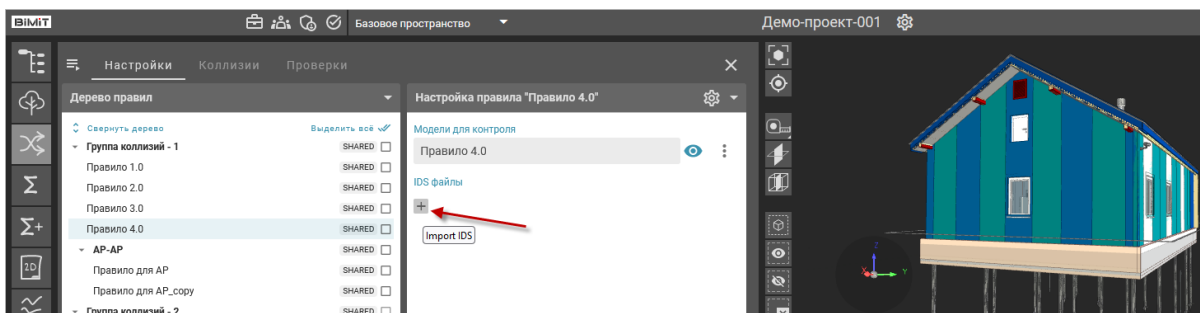 BIMiT
Базовое пространство
Демо-проект-001
Настройки Коллизии Проверки
Дерево правил
Свернуть дерево Выделить всё
Группа коллизий - 1 SHARED
Правило 1.0 SHARED
Правило 2.0 SHARED
Правило 3.0 SHARED
Правило 4.0 SHARED
АР-АР SHARED
Правило для АР SHARED
Правило для АР_copy SHARED
Группа коллизий - 2 SHARED
Настройка правила "Правило 4.0"
Модели для контроля
Правило 4.0
IDS файлы
+
Import IDS
Σ
Σ+
2D
Z
X
Y